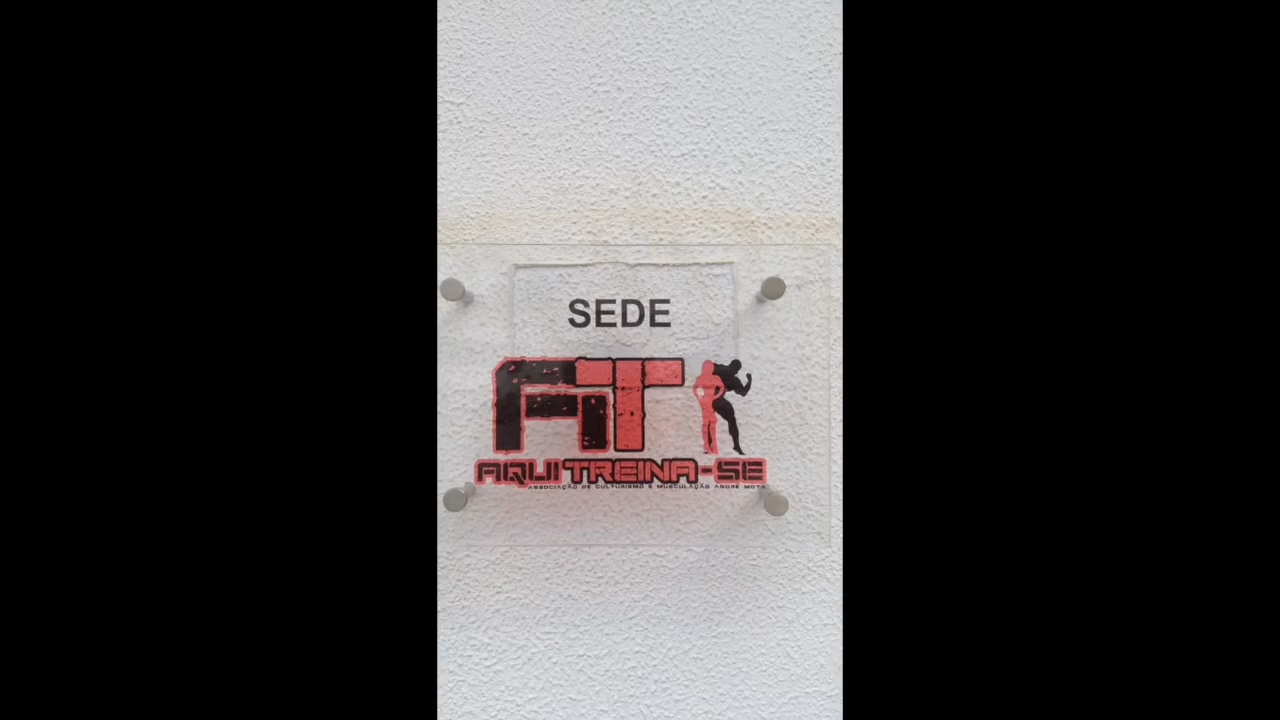 SEDE
AT
AQUI TREINA-SE
ASSOCIAÇÃO DE CULTURISMO E MUSCULAÇÃO ANDRÉ MOTA